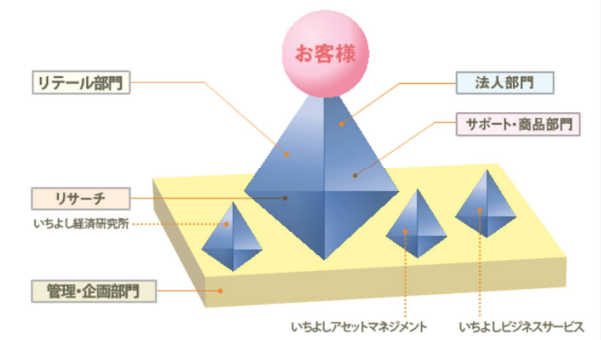 お客様
リテール部門
法人部門
サポート・商品部門
リサーチ
いちよし経済研究所
管理・企画部門
いちよしアセットマネジメント
いちよしビジネスサービス